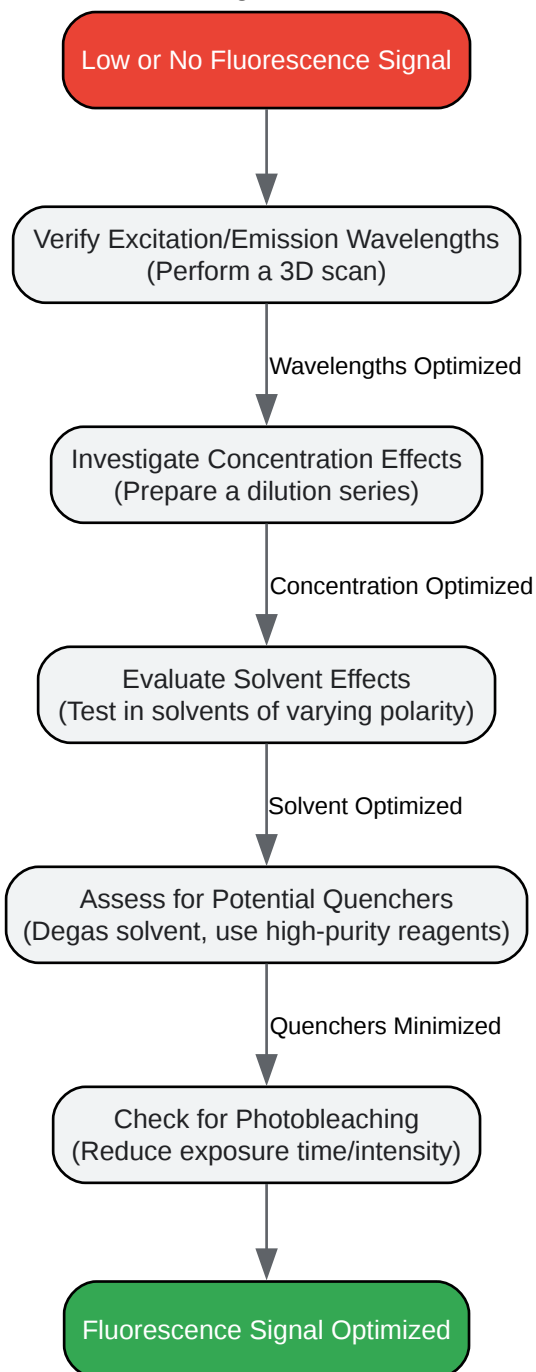 Low or No Fluorescence Signal
Verify Excitation/Emission Wavelengths
(Perform a 3D scan)
Wavelengths Optimized
Investigate Concentration Effects
(Prepare a dilution series)
Concentration Optimized
Evaluate Solvent Effects
(Test in solvents of varying polarity)
Solvent Optimized
Assess for Potential Quenchers
(Degas solvent, use high-purity reagents)
Quenchers Minimized
Check for Photobleaching
(Reduce exposure time/intensity)
Fluorescence Signal Optimized